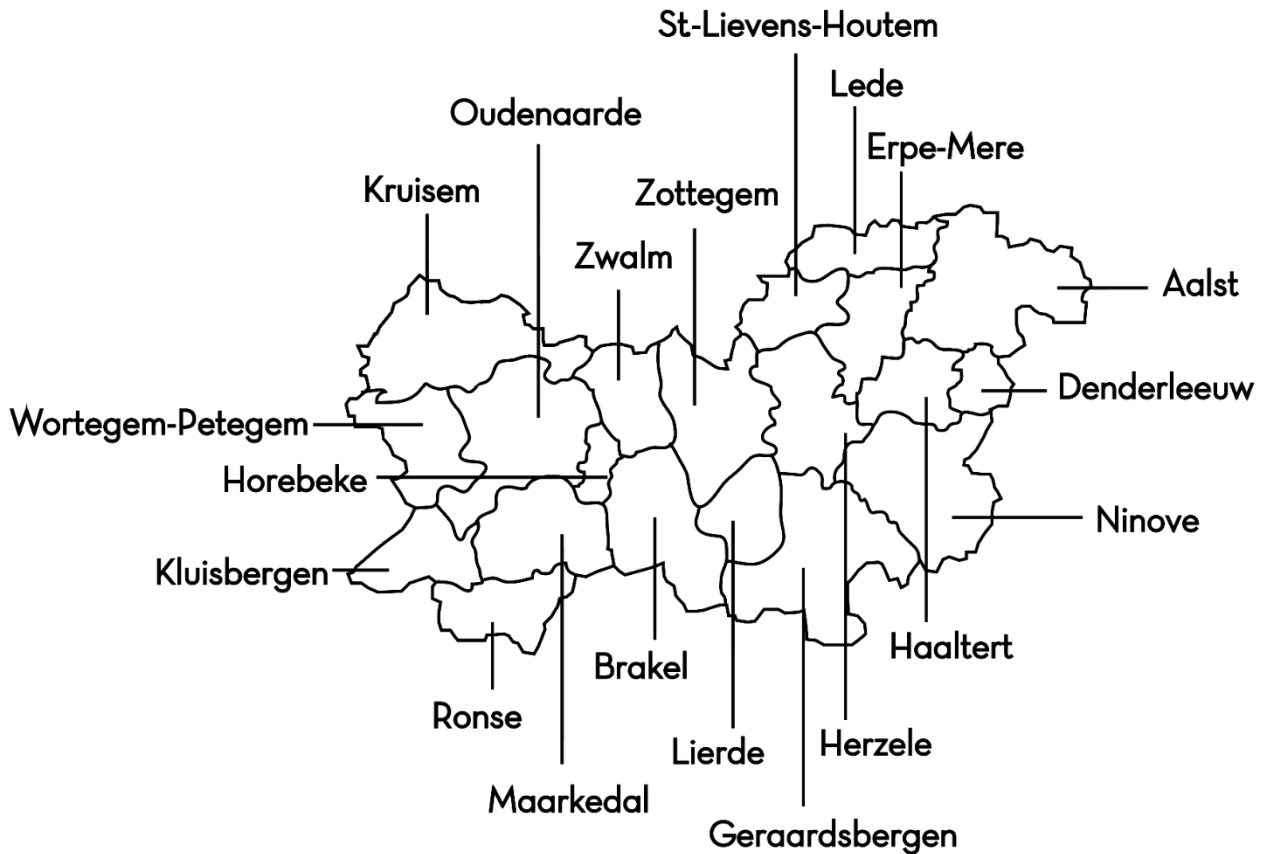 St-Lievens-Houtem
Lede
Oudenaarde
Erpe-Mere
Kruisem
Zottegem
Zwalm
Aalst
Denderleeuw
Wortegem-Petegem
Horebeke
Ninove
Kluisbergen
Haaltert
Brakel
Ronse
Lierde
Herzele
Maarkedal
Geraardsbergen